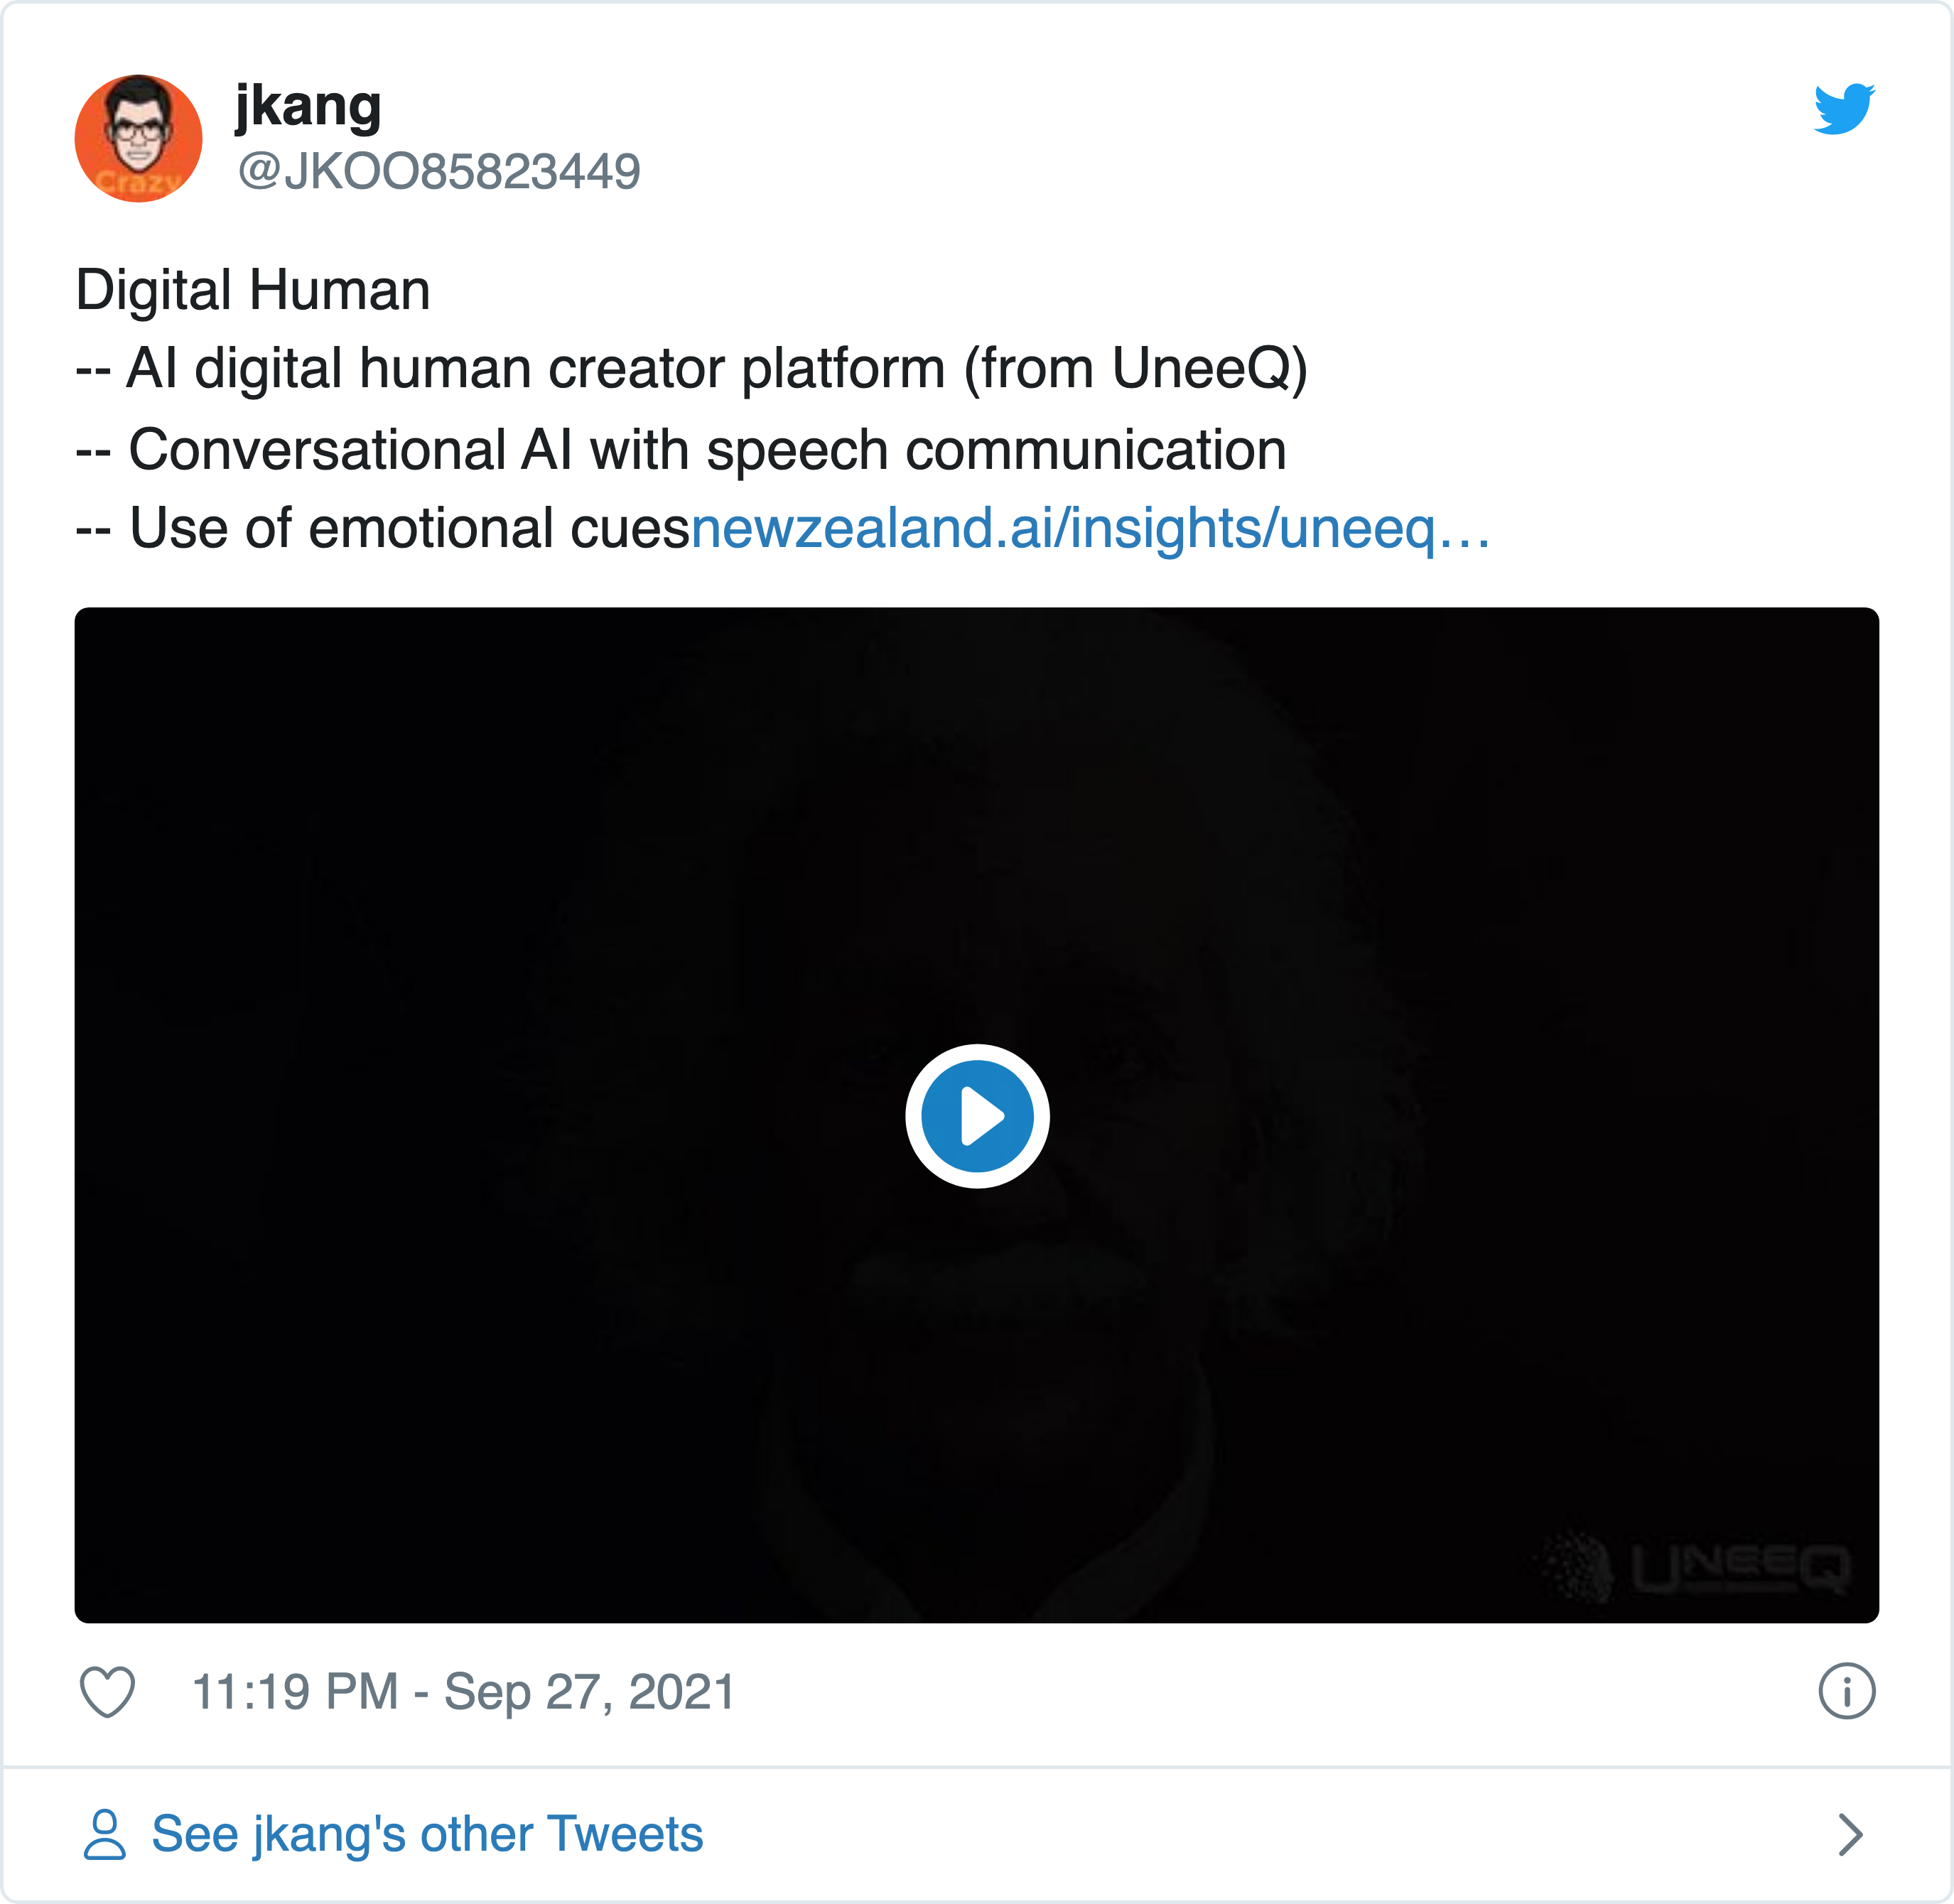 jkang
@JKOO85823449
Crazy
Digital Human
-- AI digital human creator platform (from UneeQ)
-- Conversational AI with speech communication
-- Use of emotional cuesnewzealand.ai/insights/uneeq…
UNEEQ
11:19 PM - Sep 27, 2021
See jkang's other Tweets